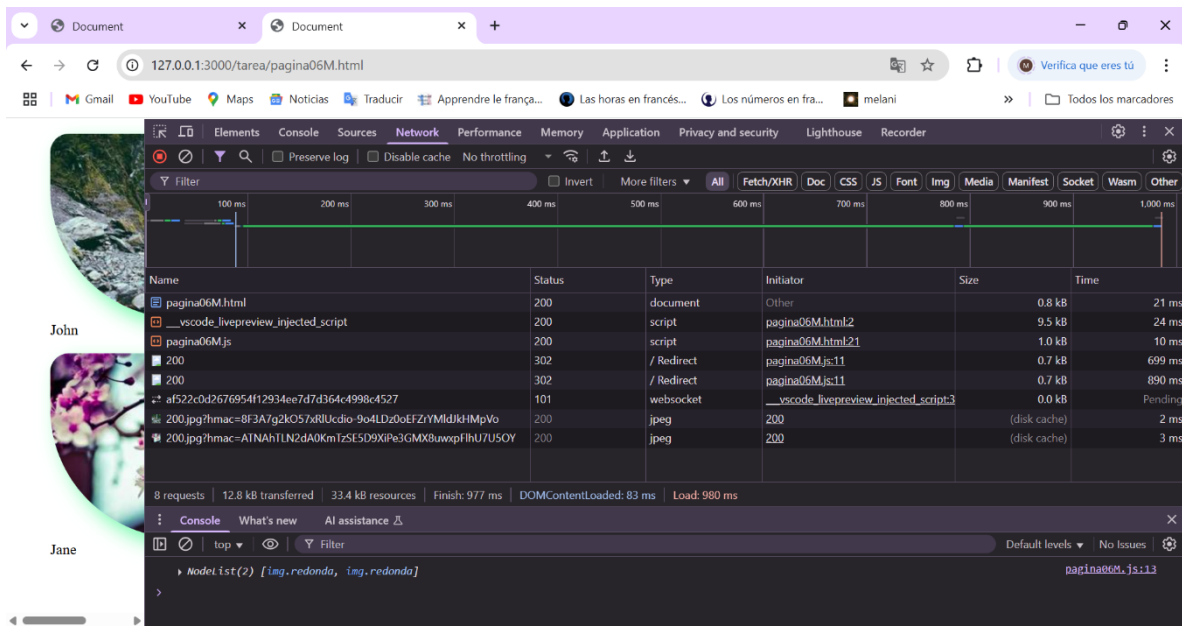 Document
Document
127.0.0.1:3000/tarea/pagina06M.html
M Verifica que eres tú
Gmail YouTube Maps Noticias Traducir Apprendre le frança... Las horas en francés... Los números en fra... melani » Todos los marcadores
Elements Console Sources Network Performance Memory Application Privacy and security Lighthouse Recorder
Preserve log Disable cache No throttling
Filter Invert More filters All Fetch/XHR Doc CSS JS Font Img Media Manifest Socket Wasm Other
100 ms 200 ms 300 ms 400 ms 500 ms 600 ms 700 ms 800 ms 900 ms 1,000 ms
Name Status Type Initiator Size Time
pagina06M.html 200 document Other 0.8 kB 21 ms
__vscode_livepreview_injected_script 200 script pagina06M.html:2 9.5 kB 24 ms
pagina06M.js 200 script pagina06M.html:21 1.0 kB 10 ms
200 302 / Redirect pagina06M.js:11 0.7 kB 699 ms
200 302 / Redirect pagina06M.js:11 0.7 kB 890 ms
af522c0d2676954f12934ee7d7d364c4998c4527 101 websocket __vscode_livepreview_injected_script:3 0.0 kB Pending
200.jpg?hmac=8F3A7g2kO57xRlUcdio-9o4LDz0oEFZrYMldJkHMpVo 200 jpeg 200 (disk cache) 2 ms
200.jpg?hmac=ATNAhTLN2dA0KmTzSE5D9XiPe3GMX8uwxpFlhU7U5OY 200 jpeg 200 (disk cache) 3 ms
8 requests 12.8 kB transferred 33.4 kB resources Finish: 977 ms DOMContentLoaded: 83 ms Load: 980 ms
Console What's new AI assistance
top Filter Default levels No Issues
NodeList(2) [img.redonda, img.redonda] pagina06M.js:13
>
John
Jane